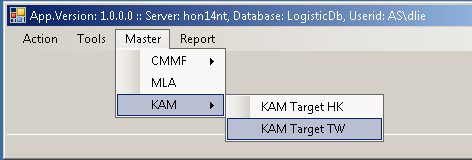 App.Version: 1.0.0.0 :: Server: hon14nt, Database: LogisticDb, Userid: AS\dlie
Action Tools Master Report
CMMF
MLA
KAM
KAM Target HK
KAM Target TW